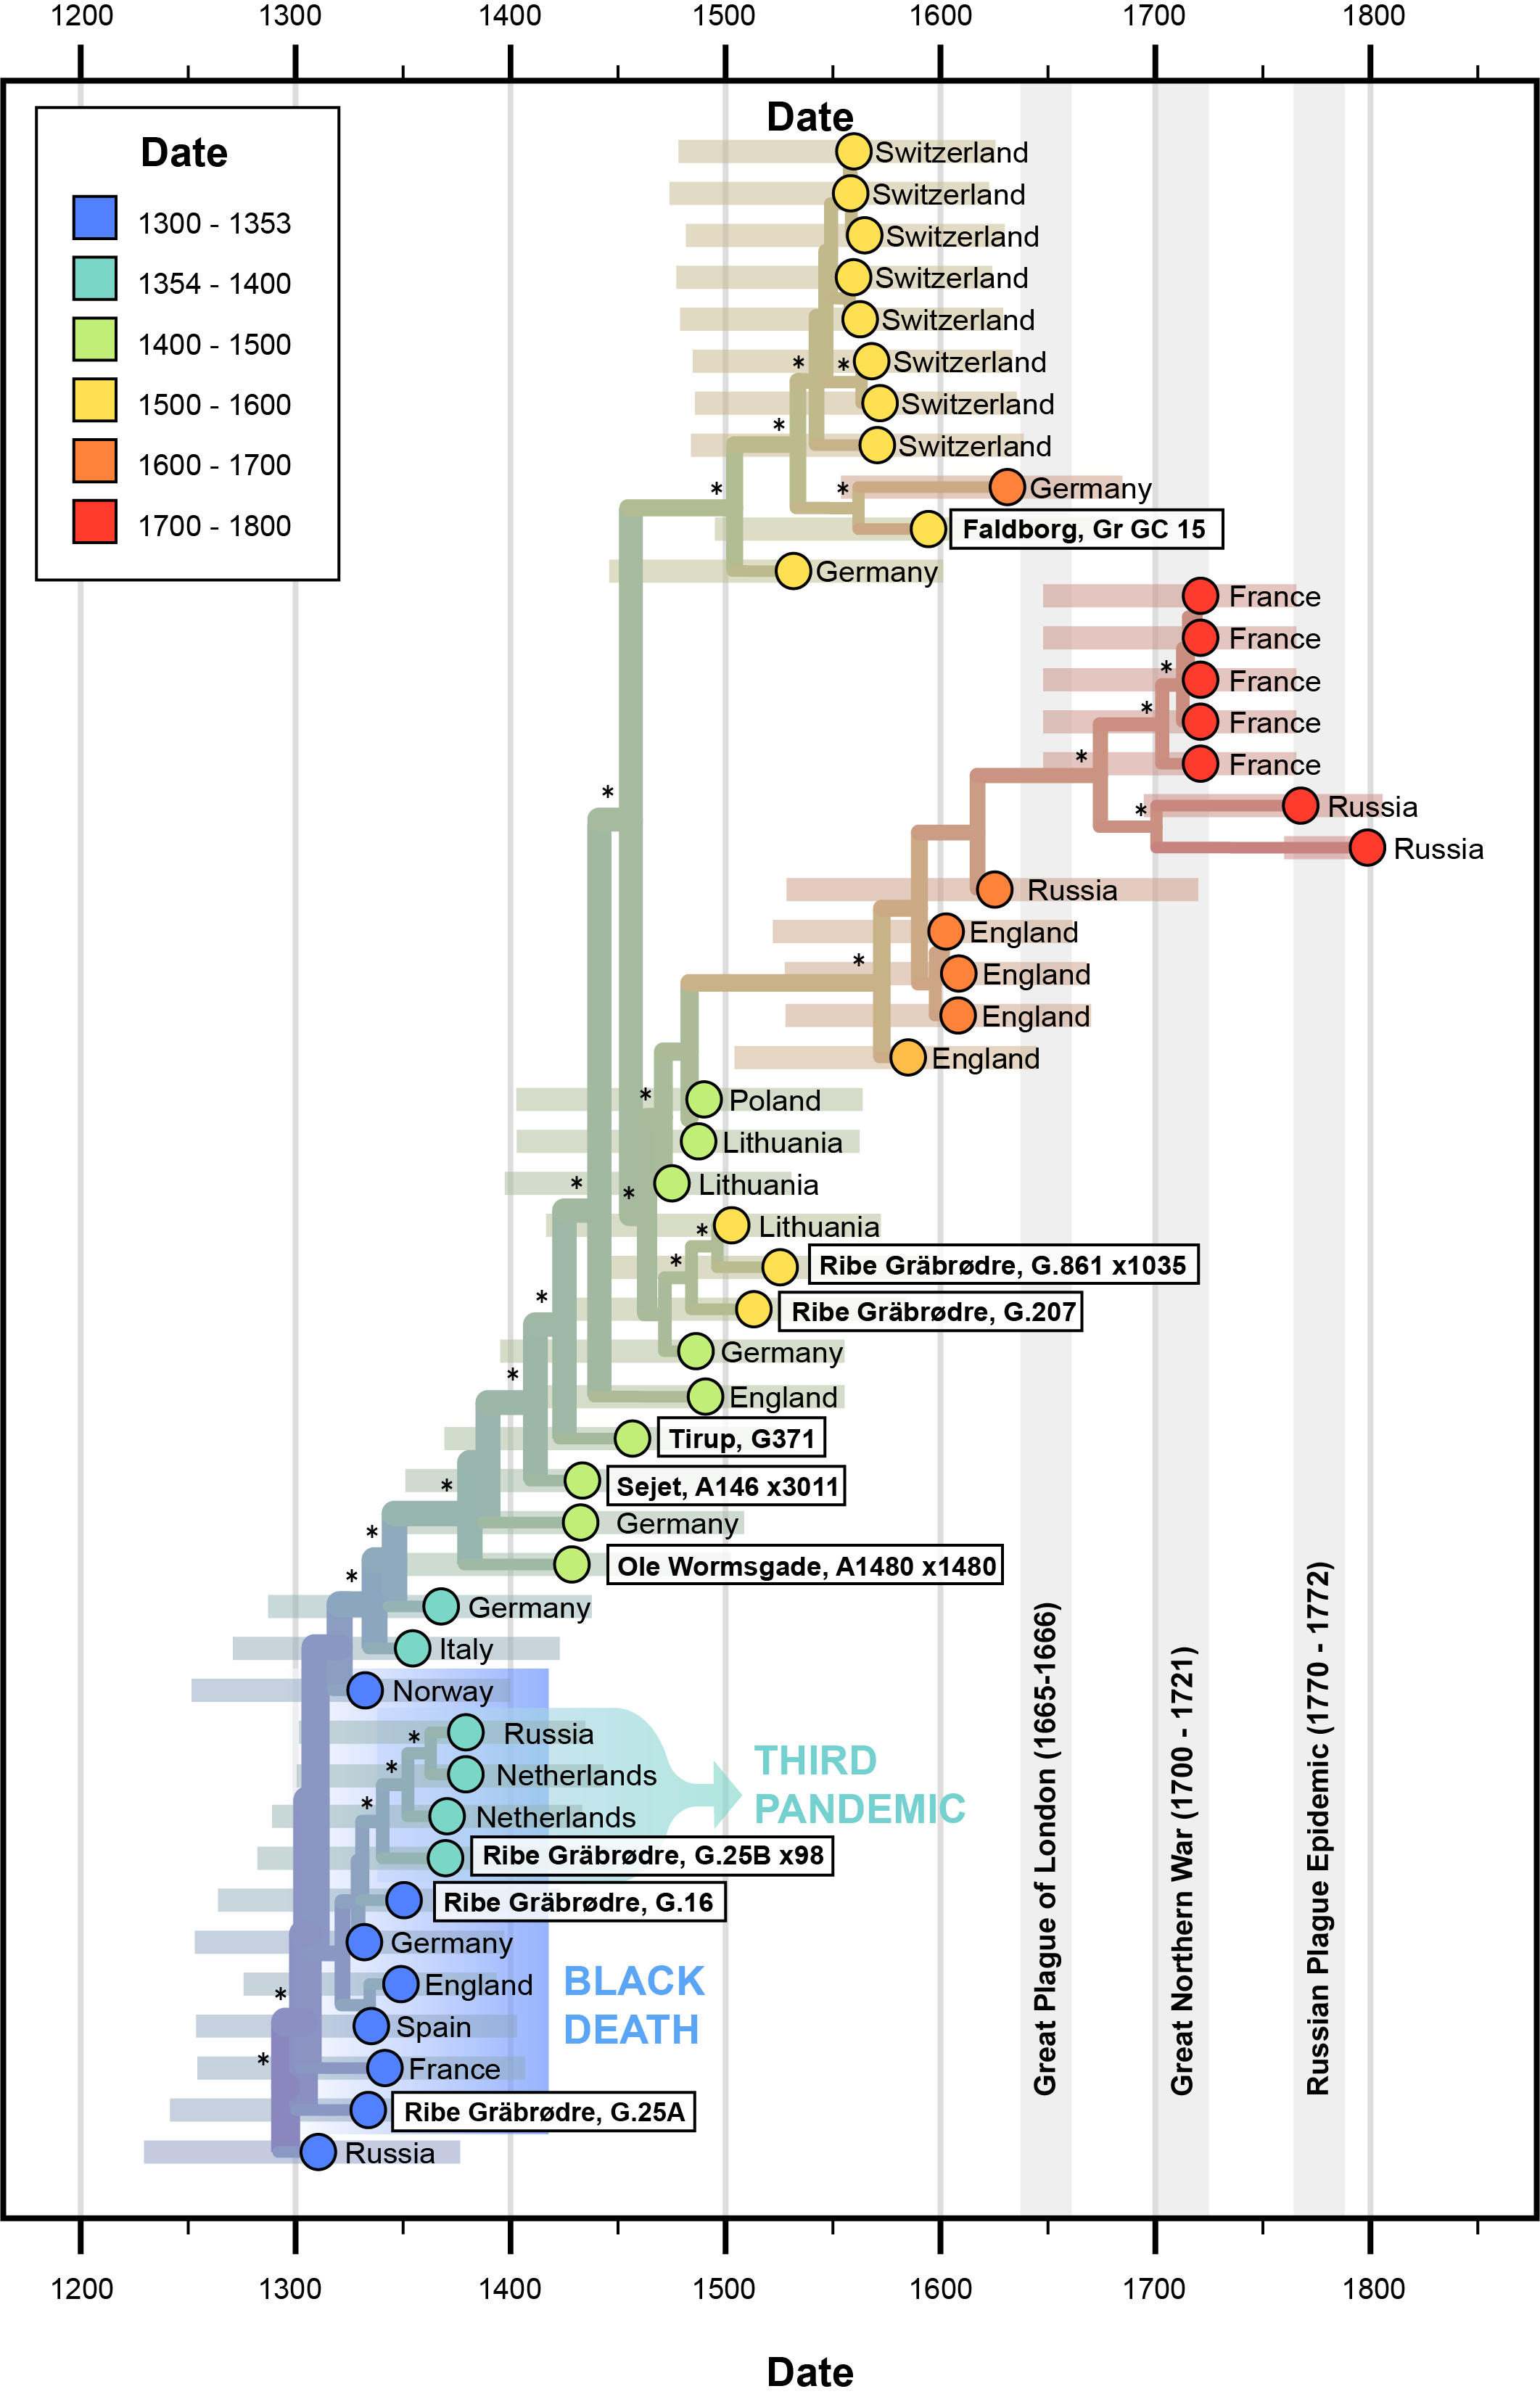 1200 1300 1400 1500 1600 1700 1800
Date
Date
1300 - 1353
1354 - 1400
1400 - 1500
1500 - 1600
1600 - 1700
1700 - 1800
Switzerland
Switzerland
Switzerland
Switzerland
* Switzerland
* * Switzerland
* Switzerland
Switzerland
* * Germany
Faldborg, Gr GC 15
Germany
France
France
* France
* France
* France
* Russia
* Russia
Russia
England
* England
England
England
* Poland
Lithuania
* * Lithuania
* Lithuania
* Ribe Gräbrødre, G.861 x1035
* Ribe Gräbrødre, G.207
Germany
* England
Tirup, G371
* Sejet, A146 x3011
* Germany
* Ole Wormsgade, A1480 x1480
Germany
Italy
Norway
* Russia
* Netherlands
* Netherlands
Ribe Gräbrødre, G.25B x98
Ribe Gräbrødre, G.16
Germany
* England
Spain
* France
Ribe Gräbrødre, G.25A
Russia
THIRD
PANDEMIC
BLACK
DEATH
Great Plague of London (1665-1666)
Great Northern War (1700 - 1721)
Russian Plague Epidemic (1770 - 1772)
1200 1300 1400 1500 1600 1700 1800
Date